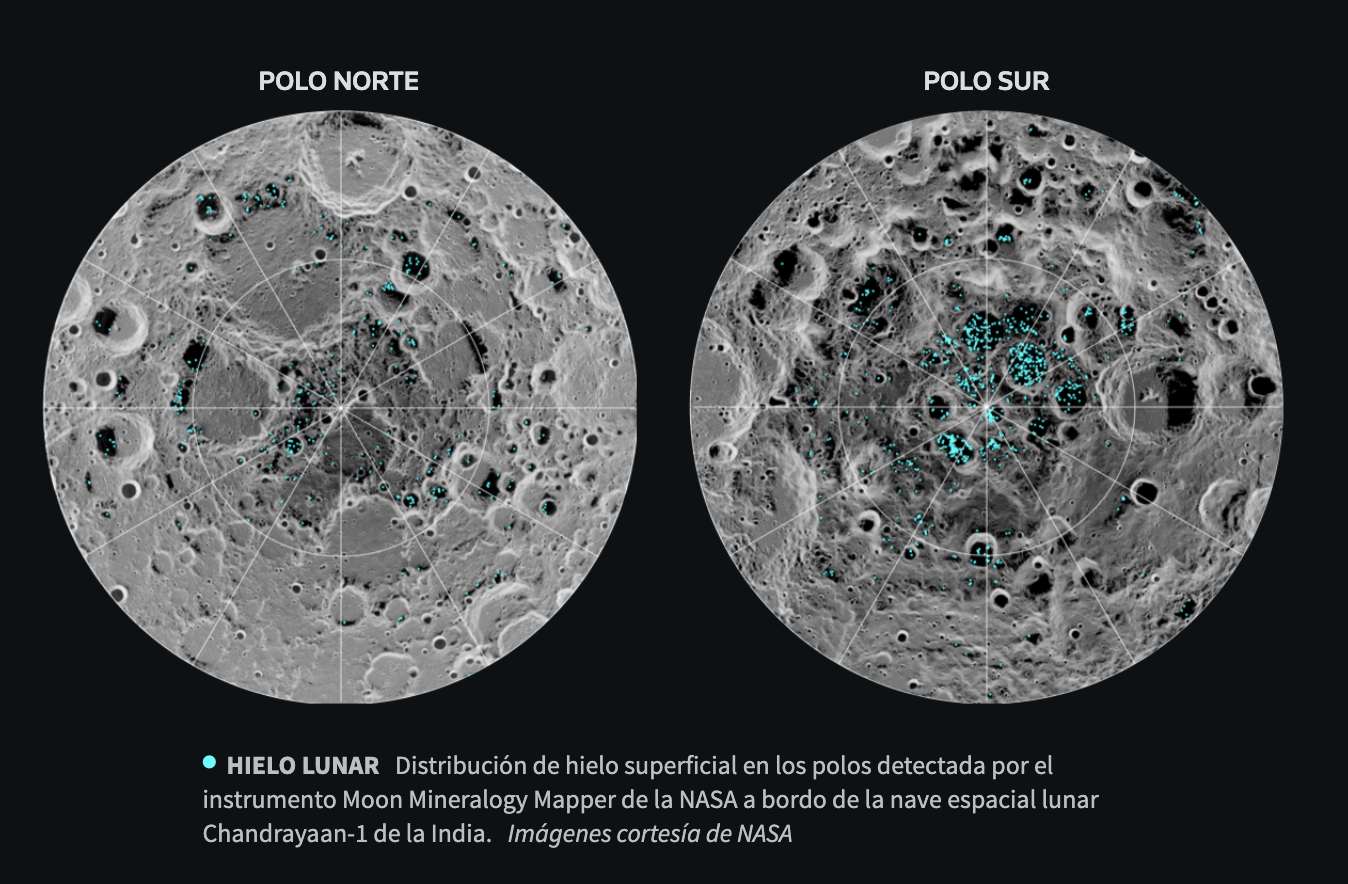 POLO NORTE
POLO SUR
HIELO LUNAR Distribución de hielo superficial en los polos detectada por el
instrumento Moon Mineralogy Mapper de la NASA a bordo de la nave espacial lunar
Chandrayaan-1 de la India. Imágenes cortesía de NASA